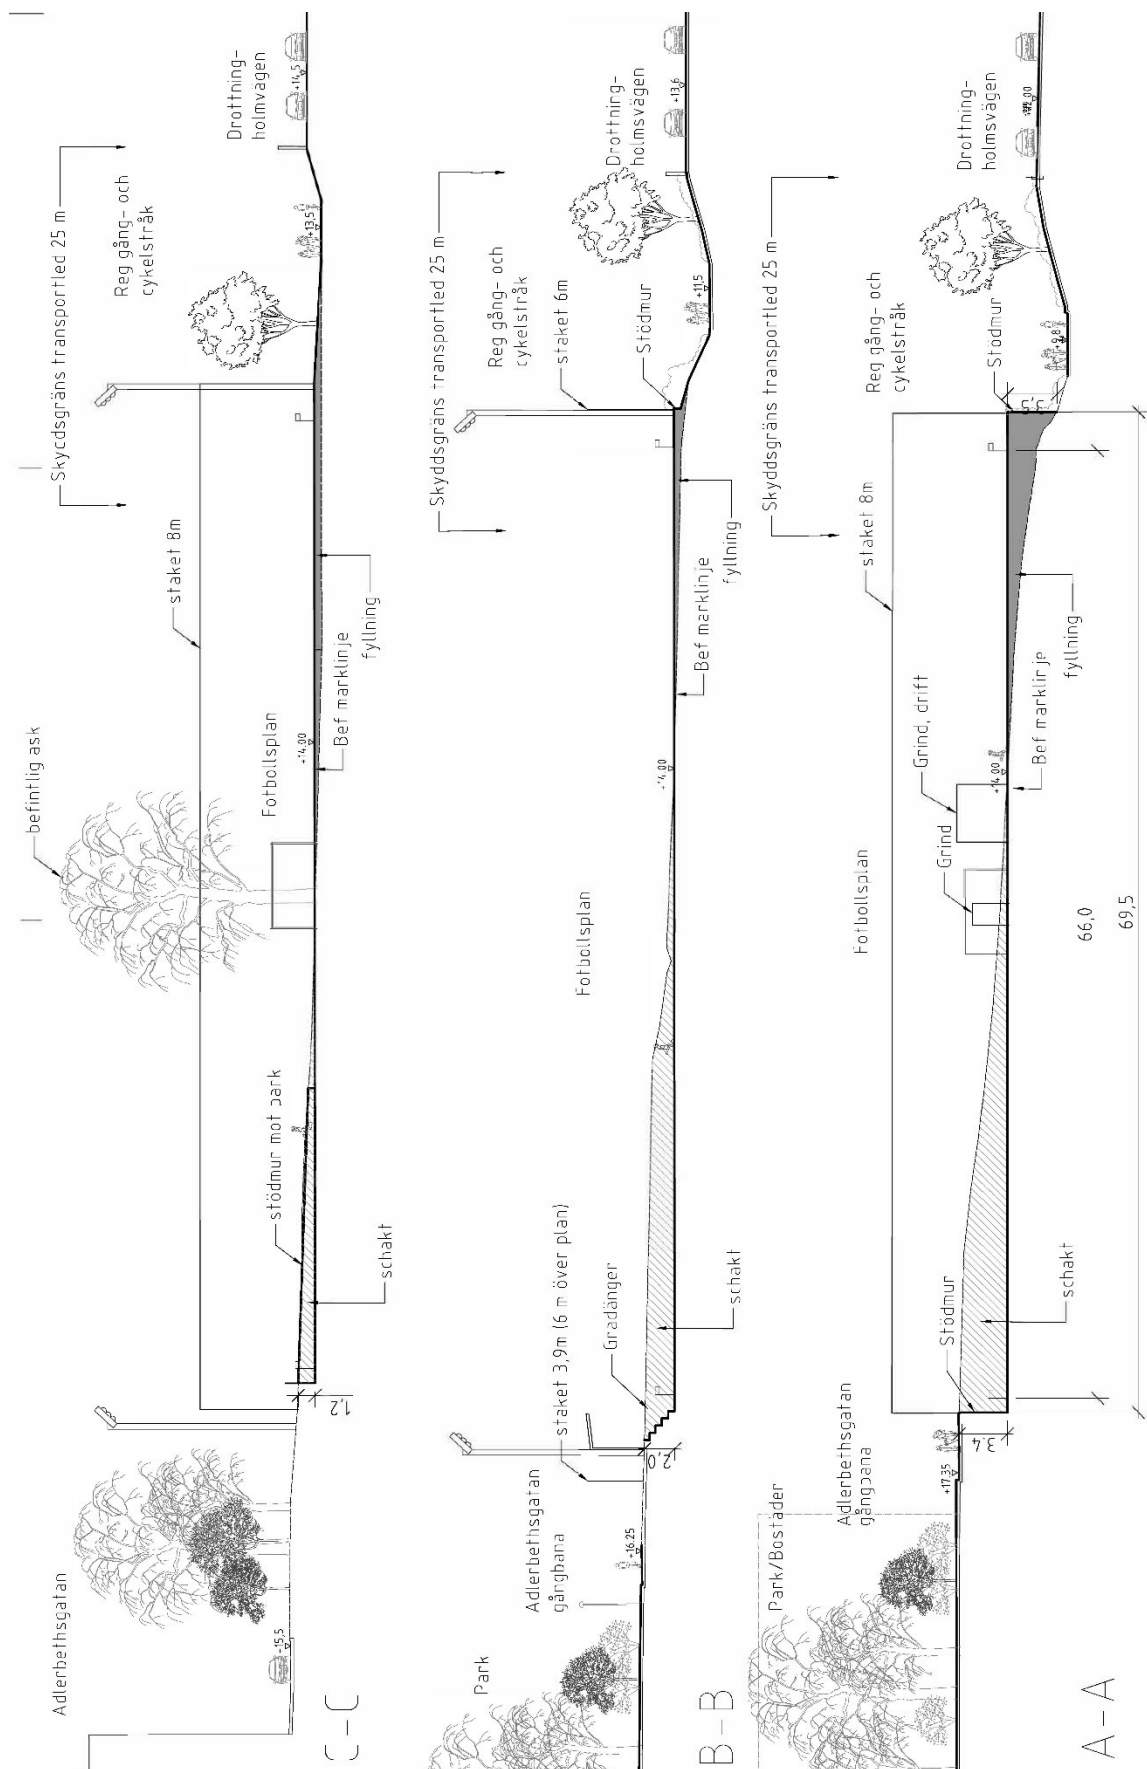 Adlerbethsgatan
+15,5
1,2
stödmur mot park
schakt
befintlig ask
Fotbollsplan
+14.00
staket 8m
Bef marklinje
fyllning
Skyddsgräns transportled 25 m
Reg gång- och
cykelstråk
+13,5
Drottning-
holmvägen
+14,5
C-C
Park
Adlerbethsgatan
gångbana
+16.25
staket 3,9m (6 m över plan)
2,0
Gradänger
schakt
Fotbollsplan
+14.00
Bef marklinje
fyllning
Skyddsgräns transportled 25 m
Reg gång- och
cykelstråk
staket 6m
Stödmur
+11,5
Drottning-
holmsvägen
+13,6
B-B
Park/Bostäder
Adlerbethsgatan
gångbana
+17.35
3.4
Stödmur
schakt
Fotbollsplan
Grind
Grind, drift
+14.00
Bef marklinje
fyllning
staket 8m
Skyddsgräns transportled 25 m
Reg gång- och
cykelstråk
Stödmur
+9,8
Drottning-
holmsvägen
66,0
69,5
A-A